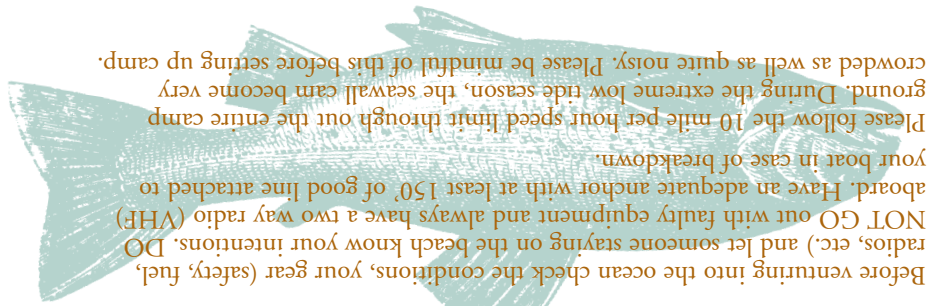 Before venturing into the ocean check the conditions, your gear (safety, fuel,
radios, etc.) and let someone staying on the beach know your intentions. DO
NOT GO out with faulty equipment and always have a two way radio (VHF)
aboard. Have an adequate anchor with at least 150' of good line attached to
your boat in case of breakdown.
Please follow the 10 mile per hour speed limit through out the entire camp
ground. During the extreme low tide season, the seawall cam become very
crowded as well as quite noisy. Please be mindful of this before setting up camp.